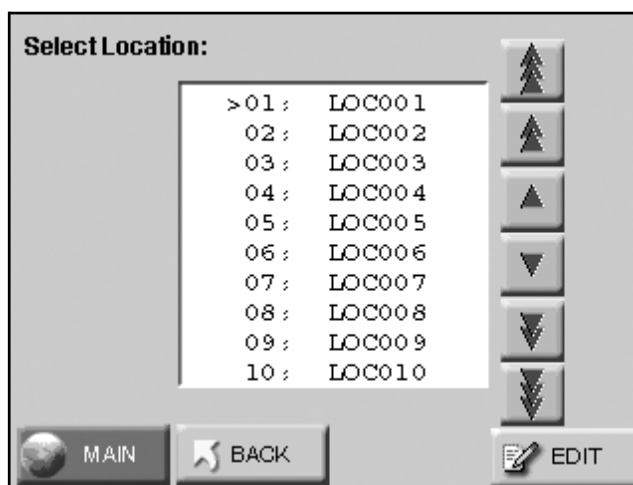 Select Location:
>01: LOC001
02: LOC002
03: LOC003
04: LOC004
05: LOC005
06: LOC006
07: LOC007
08: LOC008
09: LOC009
10: LOC010
MAIN BACK EDIT